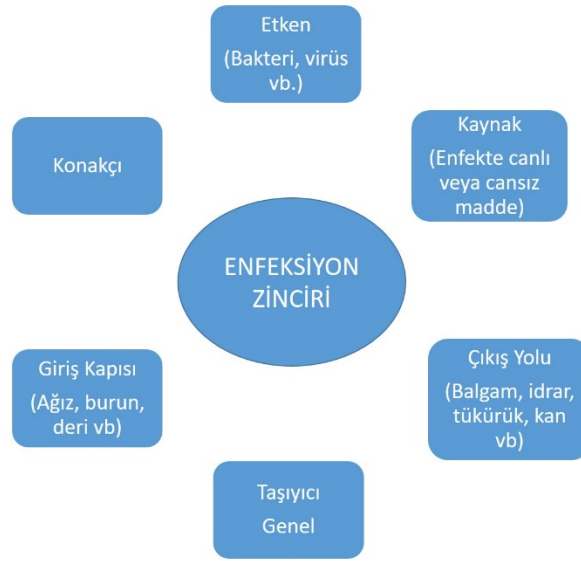 Etken
(Bakteri, virüs
vb.)
Kaynak
(Enfekte canlı
veya cansız
madde)
Konakçı
ENFEKSİYON
ZİNCİRİ
Giriş Kapısı
(Ağız, burun,
deri vb)
Çıkış Yolu
(Balgam, idrar,
tükürük, kan
vb)
Taşıyıcı
Genel